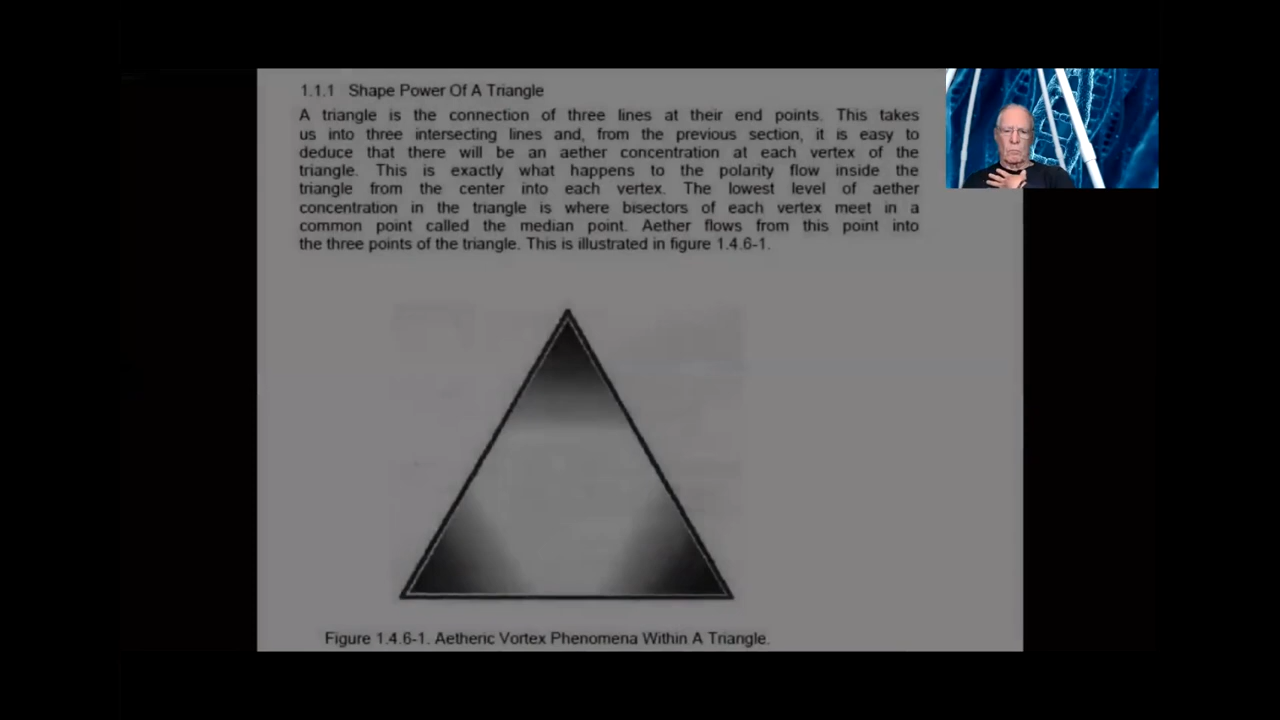 1.1.1 Shape Power Of A Triangle
A triangle is the connection of three lines at their end points. This takes
us into three intersecting lines and, from the previous section, it is easy to
deduce that there will be an aether concentration at each vertex of the
triangle. This is exactly what happens to the polarity flow inside the
triangle from the center into each vertex. The lowest level of aether
concentration in the triangle is where bisectors of each vertex meet in a
common point called the median point. Aether flows from this point into
the three points of the triangle. This is illustrated in figure 1.4.6-1.
Figure 1.4.6-1. Aetheric Vortex Phenomena Within A Triangle.